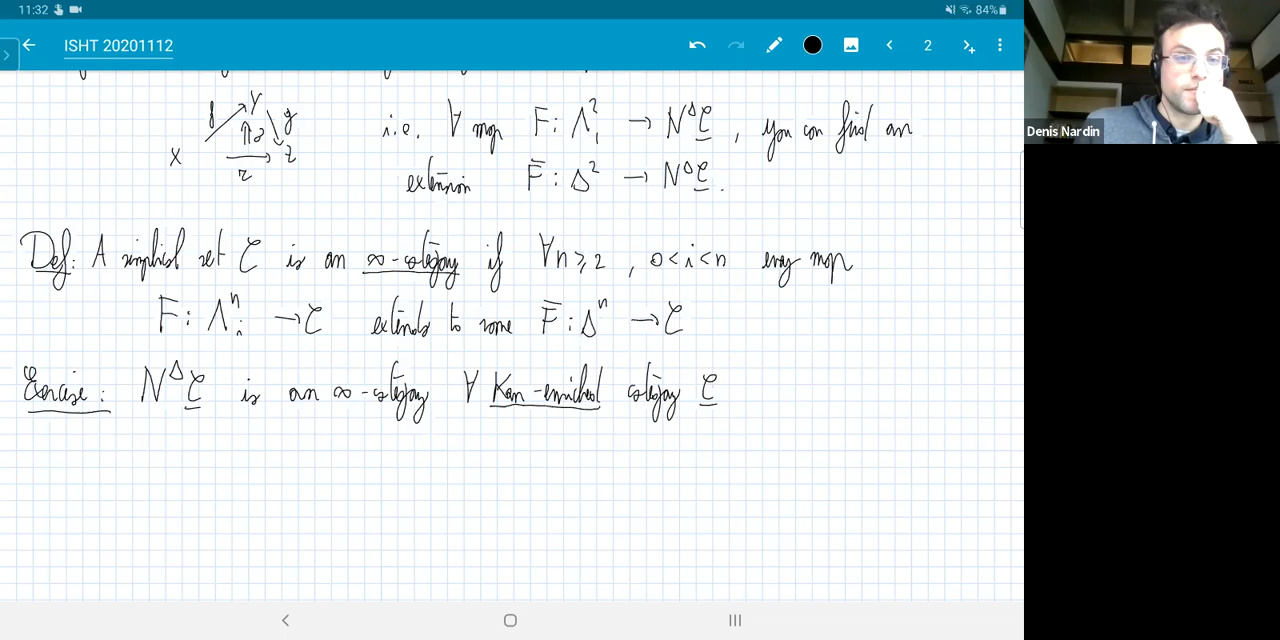 11:32
84%
ISHT 20201112
2
f Y g
X Z
r
i.e. ∀ map F: Λ²₁ → N^Δ C, you can find an
extension F̄: Δ² → N^Δ C.
Def: A simplicial set C is an ∞-category if ∀n≥2, 0<i<n every map
F: Λⁿᵢ → C extends to some F̄: Δⁿ → C
Exercise: N^Δ C is an ∞-category ∀ Kan-enriched category C
Denis Nardin